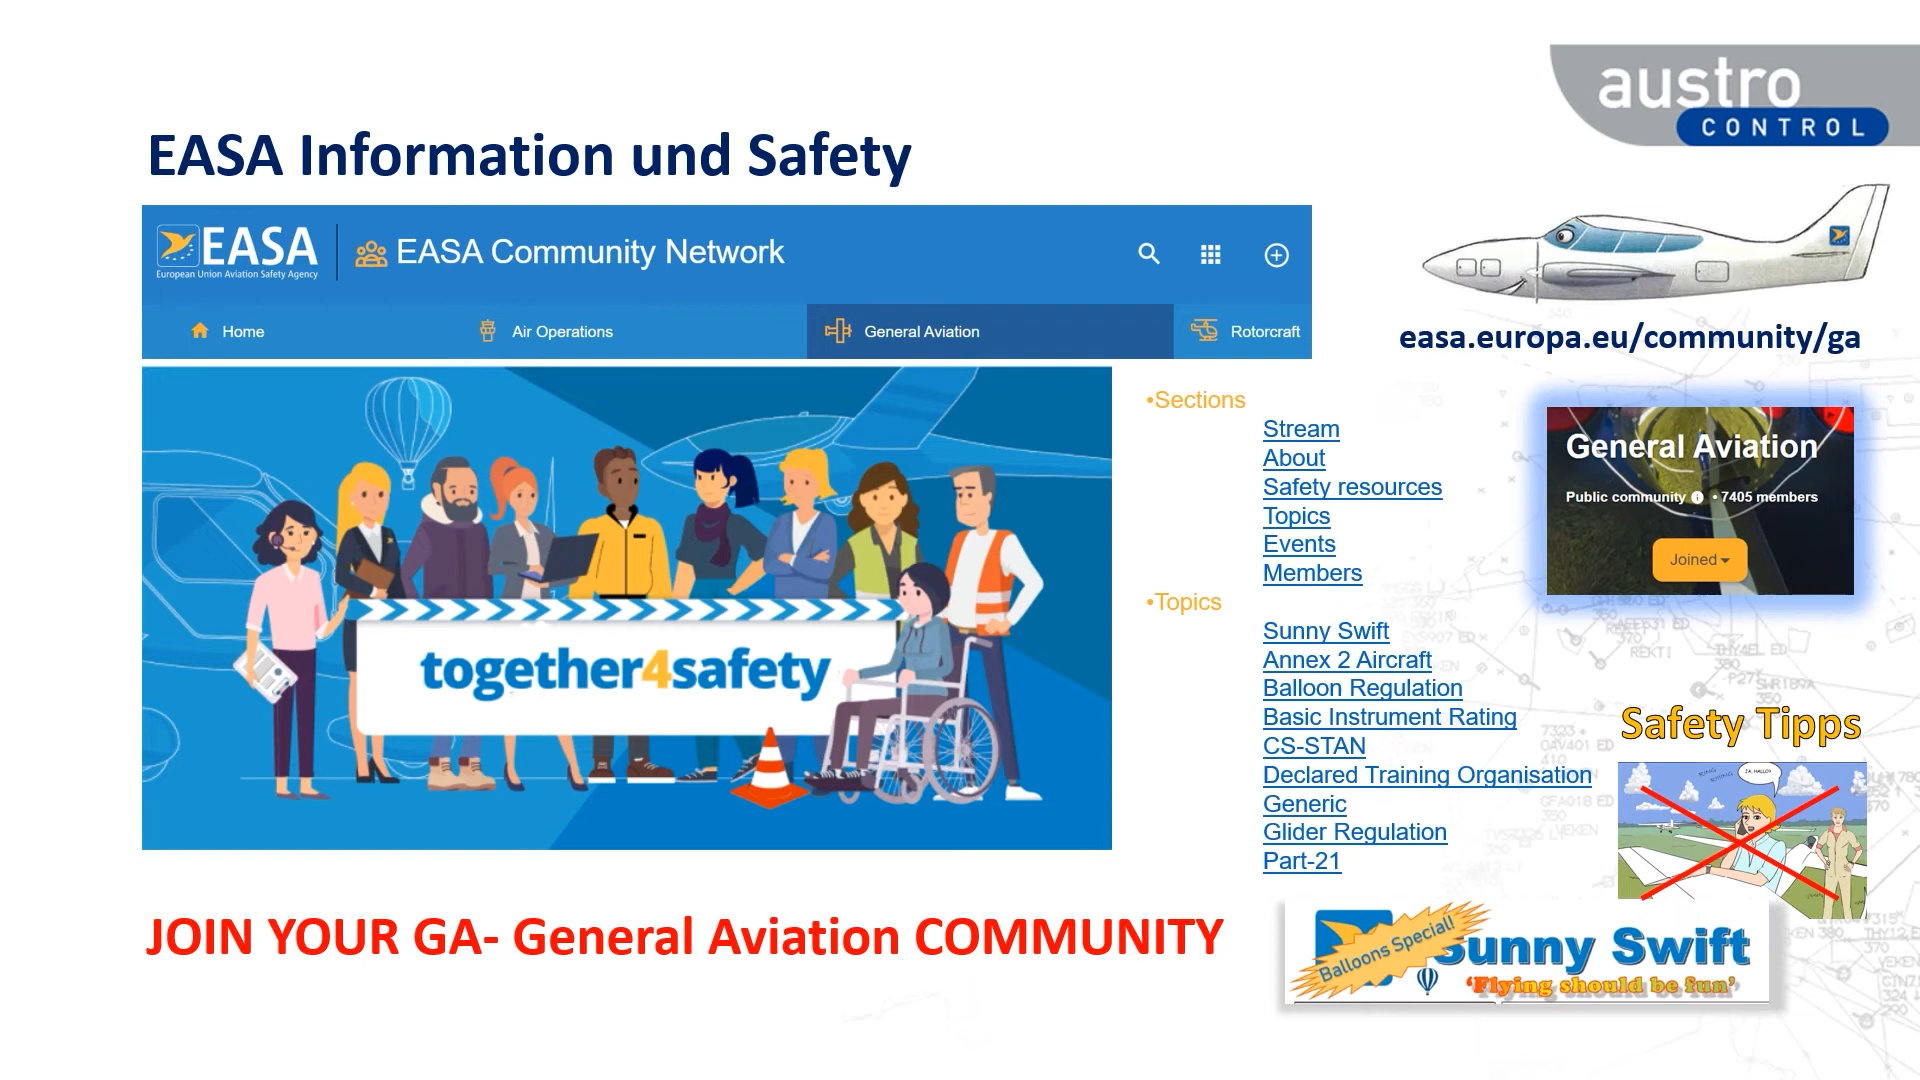 austro
CONTROL
EASA Information und Safety
EASA
European Union Aviation Safety Agency
EASA Community Network
Home
Air Operations
General Aviation
Rotorcraft
easa.europa.eu/community/ga
together4safety
•Sections
Stream
About
Safety resources
Topics
Events
Members
•Topics
Sunny Swift
Annex 2 Aircraft
Balloon Regulation
Basic Instrument Rating
CS-STAN
Declared Training Organisation
Generic
Glider Regulation
Part-21
General Aviation
Public community • 7405 members
Joined
Safety Tipps
JA, HALLO?
JOIN YOUR GA- General Aviation COMMUNITY
Balloons Special!
Sunny Swift
'Flying should be fun'